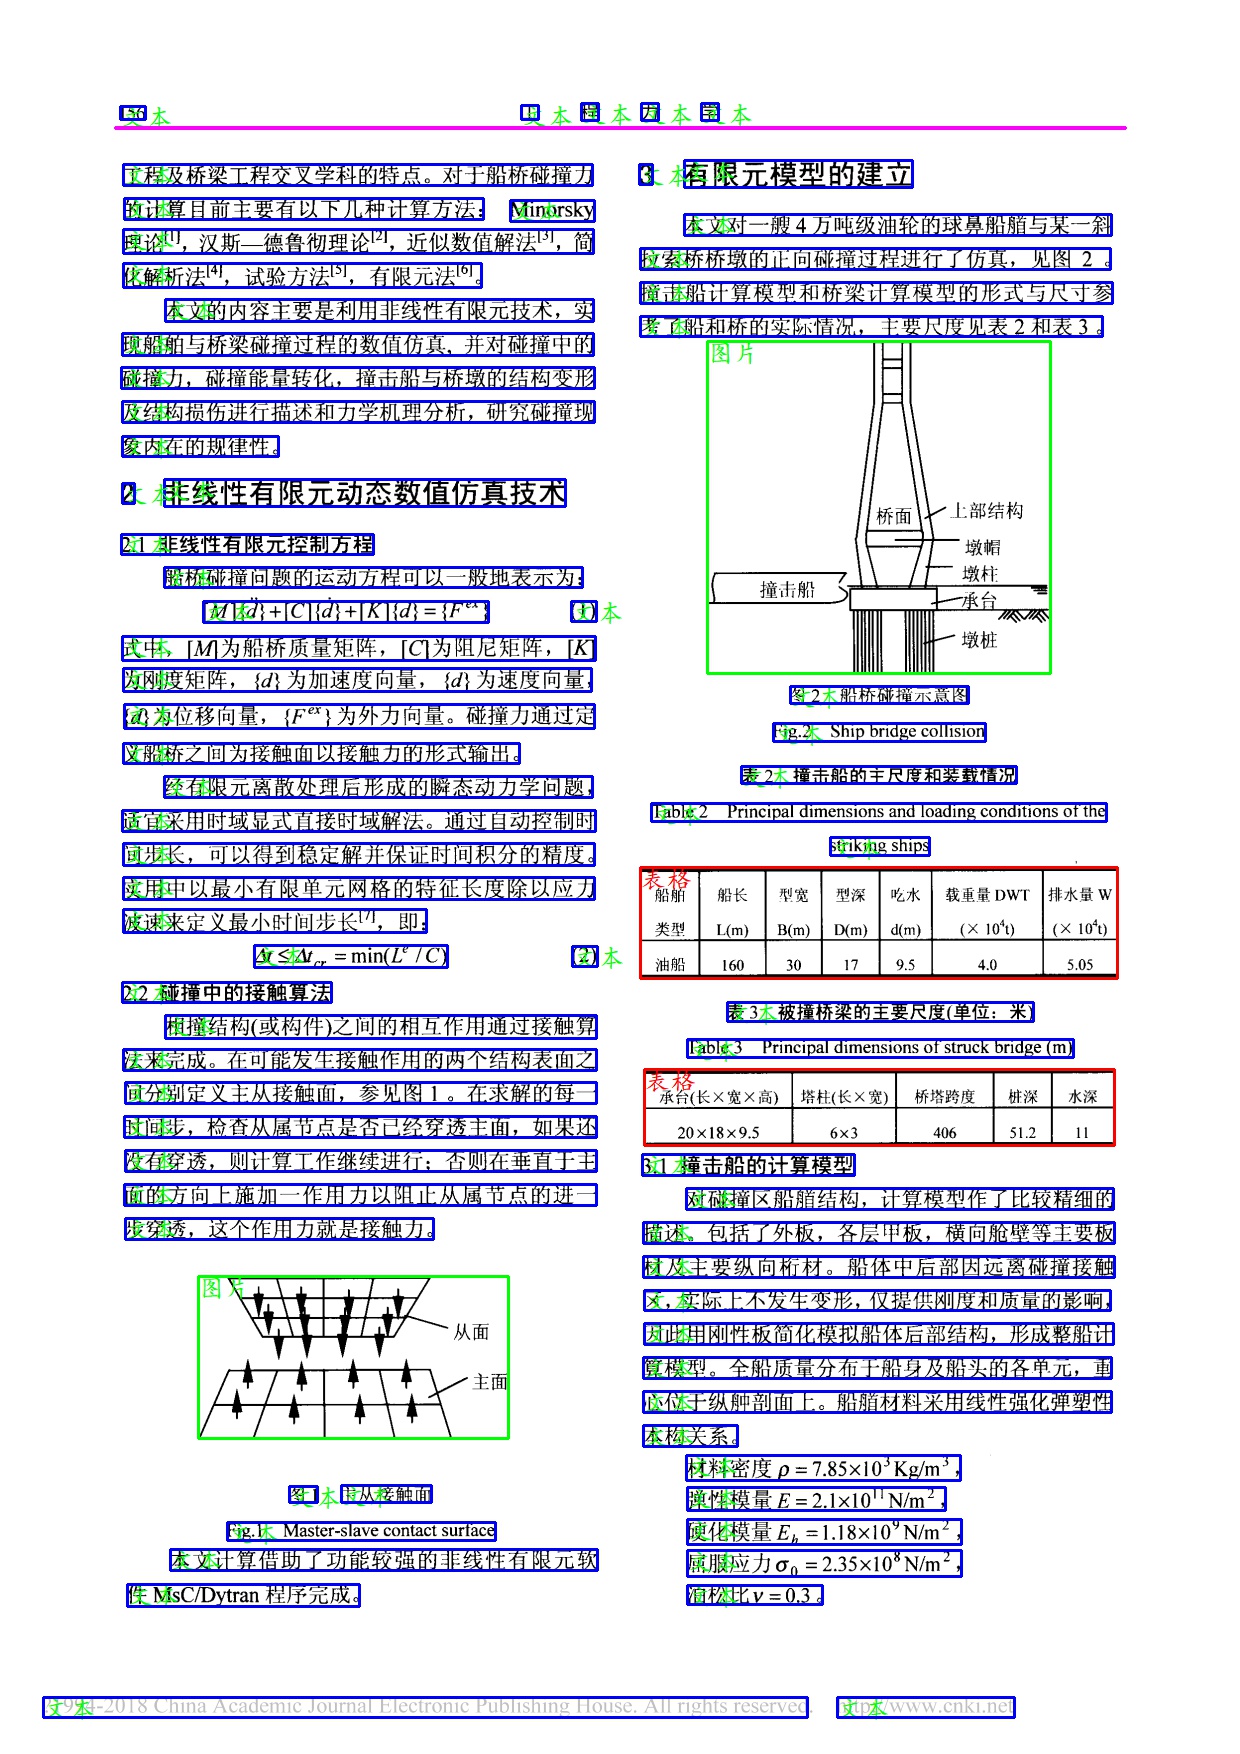 156 工 程 力 学
工程及桥梁工程交叉学科的特点。对于船桥碰撞力
的计算目前主要有以下几种计算方法： Minorsky
理论[1]，汉斯—德鲁彻理论[2]，近似数值解法[3]，简
化解析法[4]，试验方法[5]，有限元法[6]。
本文的内容主要是利用非线性有限元技术，实
现船舶与桥梁碰撞过程的数值仿真，并对碰撞中的
碰撞力，碰撞能量转化，撞击船与桥墩的结构变形
及结构损伤进行描述和力学机理分析，研究碰撞现
象内在的规律性。
2 非线性有限元动态数值仿真技术
2.1 非线性有限元控制方程
船桥碰撞问题的运动方程可以一般地表示为：
[M]{d̈}+[C]{ḋ}+[K]{d}={F^ex} (1)
式中，[M]为船桥质量矩阵，[C]为阻尼矩阵，[K]
为刚度矩阵，{d}为加速度向量，{d}为速度向量，
{d}为位移向量，{F^ex}为外力向量。碰撞力通过定
义船桥之间为接触面以接触力的形式输出。
经有限元离散处理后形成的瞬态动力学问题，
适宜采用时域显式直接时域解法。通过自动控制时
间步长，可以得到稳定解并保证时间积分的精度。
实用中以最小有限单元网格的特征长度除以应力
波速来定义最小时间步长[7]，即：
Δt ≤ Δt_cr = min(L^e / C) (2)
2.2 碰撞中的接触算法
相撞结构(或构件)之间的相互作用通过接触算
法来完成。在可能发生接触作用的两个结构表面之
间分别定义主从接触面，参见图 1 。在求解的每一
时间步，检查从属节点是否已经穿透主面，如果还
没有穿透，则计算工作继续进行；否则在垂直于主
面的方向上施加一作用力以阻止从属节点的进一
步穿透，这个作用力就是接触力。
图片
从面
主面
图 1 主从接触面
Fig.1 Master-slave contact surface
本文计算借助了功能较强的非线性有限元软
件 MsC/Dytran 程序完成。
3 有限元模型的建立
本文对一艘 4 万吨级油轮的球鼻船艏与某一斜
拉索桥桥墩的正向碰撞过程进行了仿真，见图 2 。
撞击船计算模型和桥梁计算模型的形式与尺寸参
考了船和桥的实际情况，主要尺度见表 2 和表 3 。
图片
桥面
上部结构
墩帽
墩柱
撞击船
承台
墩桩
图 2 船桥碰撞示意图
Fig.2 Ship bridge collision
表 2 撞击船的主尺度和装载情况
Table 2 Principal dimensions and loading conditions of the
striking ships
表格
船舶 船长 型宽 型深 吃水 载重量 DWT 排水量 W
类型 L(m) B(m) D(m) d(m) (× 10^4t) (× 10^4t)
油船 160 30 17 9.5 4.0 5.05
表 3 被撞桥梁的主要尺度(单位：米)
Table 3 Principal dimensions of struck bridge (m)
表格
承台(长×宽×高) 塔柱(长×宽) 桥塔跨度 桩深 水深
20×18×9.5 6×3 406 51.2 11
3.1 撞击船的计算模型
对碰撞区船艏结构，计算模型作了比较精细的
描述。包括了外板，各层甲板，横向舱壁等主要板
材及主要纵向桁材。船体中后部因远离碰撞接触
区，实际上不发生变形，仅提供刚度和质量的影响，
为此用刚性板简化模拟船体后部结构，形成整船计
算模型。全船质量分布于船身及船头的各单元，重
心位于纵舯剖面上。船艏材料采用线性强化弹塑性
本构关系。
材料密度 ρ = 7.85×10^3 Kg/m^3，
弹性模量 E = 2.1×10^11 N/m^2，
硬化模量 E_h = 1.18×10^9 N/m^2，
屈服应力 σ_0 = 2.35×10^8 N/m^2，
泊松比 ν = 0.3 。
1994-2018 China Academic Journal Electronic Publishing House. All rights reserved. http://www.cnki.net